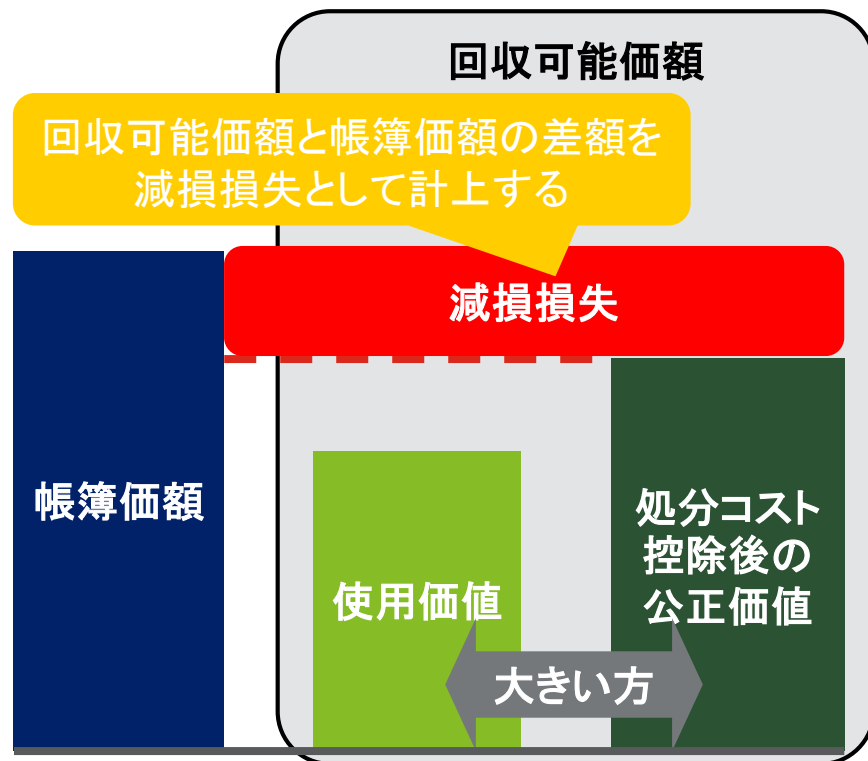 回収可能価額
回収可能価額と帳簿価額の差額を
減損損失として計上する
減損損失
帳簿価額
使用価値
処分コスト
控除後の
公正価値
大きい方